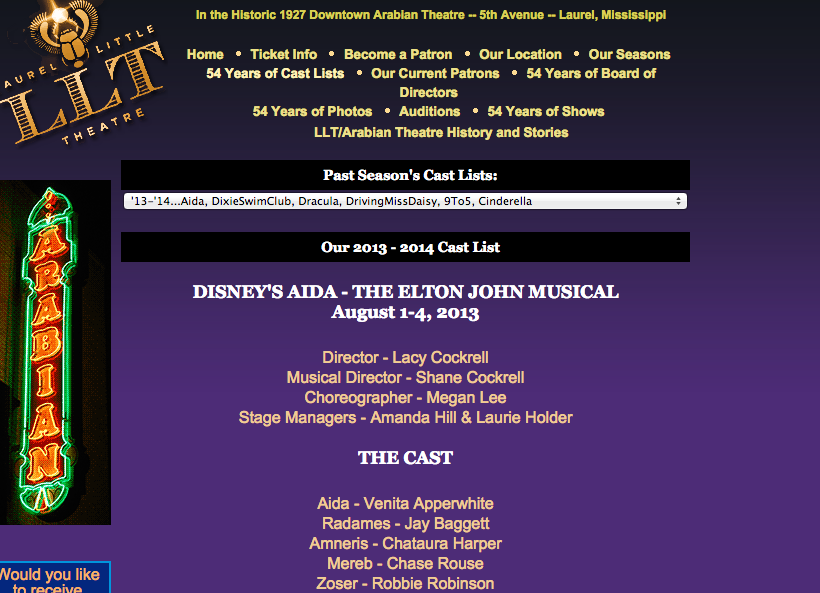 In the Historic 1927 Downtown Arabian Theatre -- 5th Avenue -- Laurel, Mississippi
LAUREL LITTLE
LLT
THEATRE
Home • Ticket Info • Become a Patron • Our Location • Our Seasons
54 Years of Cast Lists • Our Current Patrons • 54 Years of Board of
Directors
54 Years of Photos • Auditions • 54 Years of Shows
LLT/Arabian Theatre History and Stories
Past Season's Cast Lists:
'13-'14...Aida, DixieSwimClub, Dracula, DrivingMissDaisy, 9To5, Cinderella
Our 2013 - 2014 Cast List
ARABIAN
DISNEY'S AIDA - THE ELTON JOHN MUSICAL
August 1-4, 2013
Director - Lacy Cockrell
Musical Director - Shane Cockrell
Choreographer - Megan Lee
Stage Managers - Amanda Hill & Laurie Holder
THE CAST
Aida - Venita Apperwhite
Radames - Jay Baggett
Amneris - Chataura Harper
Mereb - Chase Rouse
Zoser - Robbie Robinson
Would you like
to receive